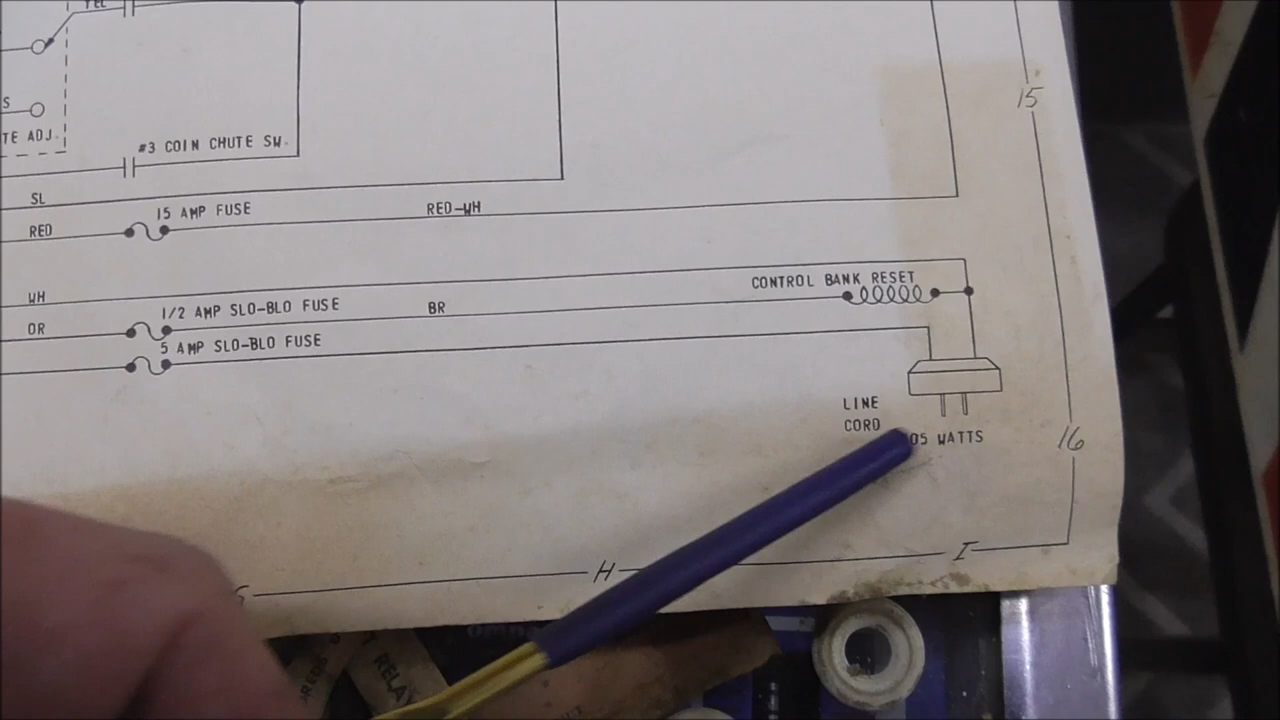 YEL
S
TE ADJ.
#3 COIN CHUTE SW.
15
SL
15 AMP FUSE
RED-WH
RED
CONTROL BANK RESET
WH
1/2 AMP SLO-BLO FUSE
BR
OR
5 AMP SLO-BLO FUSE
LINE
CORD
05 WATTS
16
I
H
RELAY